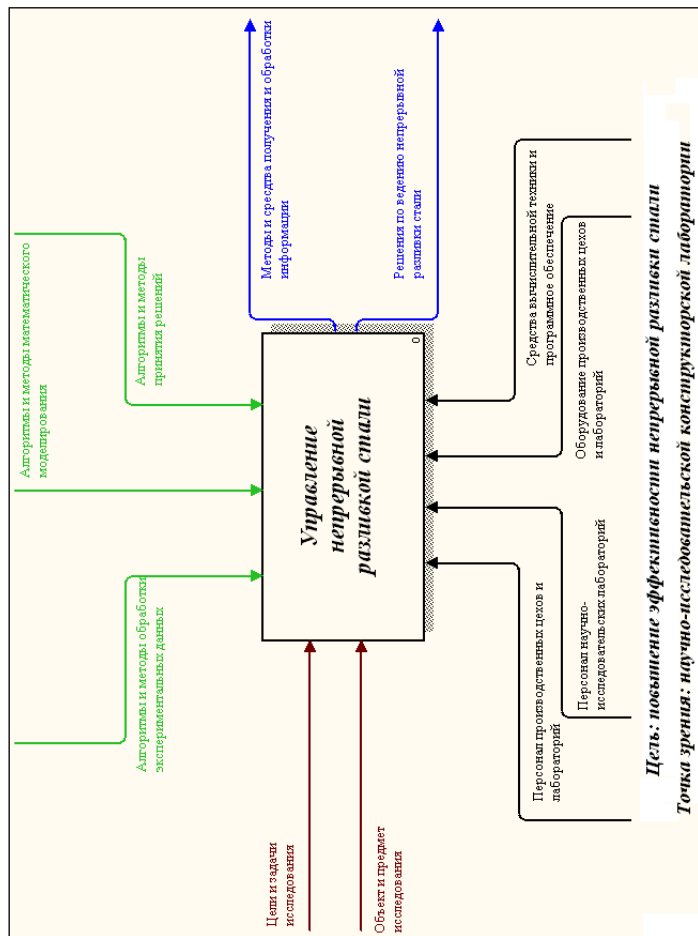 Алгоритмы и методы обработки
экспериментальных данных
Алгоритмы и методы математического
моделирования
Алгоритмы и методы
принятия решений
Цели и задачи
исследования
Объект и предмет
исследования
Управление
непрерывной
разливкой стали
0
Методы и сресдтва получения и обработки
информации
Решения по ведению непрерывной
разливки стали
Персонал производственных цехов и
лабораторий
Персонал научно-
исследовательских лабораторий
Оборудование производственных цехов
и лабораторий
Средства вычислительной техники и
программное обеспечение
Цель: повышение эффективности непрерывной разливки стали
Точка зрения: научно-исследовательской конструкторской лаборатории